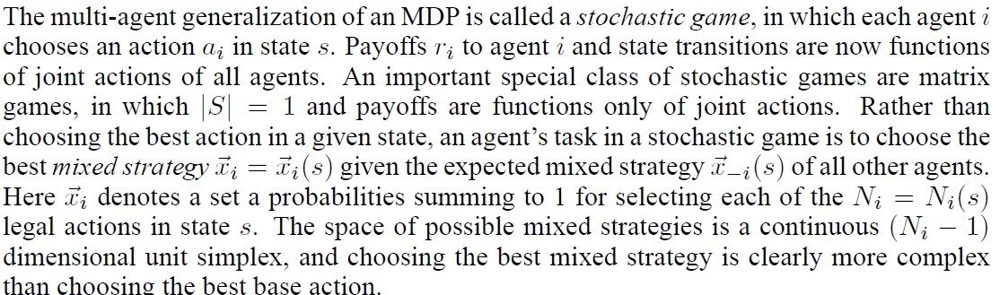 The multi-agent generalization of an MDP is called a stochastic game, in which each agent i
chooses an action a_i in state s. Payoffs r_i to agent i and state transitions are now functions
of joint actions of all agents. An important special class of stochastic games are matrix
games, in which |S| = 1 and payoffs are functions only of joint actions. Rather than
choosing the best action in a given state, an agent's task in a stochastic game is to choose the
best mixed strategy x⃗_i = x⃗_i(s) given the expected mixed strategy x⃗_{-i}(s) of all other agents.
Here x⃗_i denotes a set a probabilities summing to 1 for selecting each of the N_i = N_i(s)
legal actions in state s. The space of possible mixed strategies is a continuous (N_i − 1)
dimensional unit simplex, and choosing the best mixed strategy is clearly more complex
than choosing the best base action.